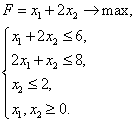 F = x₁ + 2x₂ → max,
x₁ + 2x₂ ≤ 6,
2x₁ + x₂ ≤ 8,
x₂ ≤ 2,
x₁, x₂ ≥ 0.